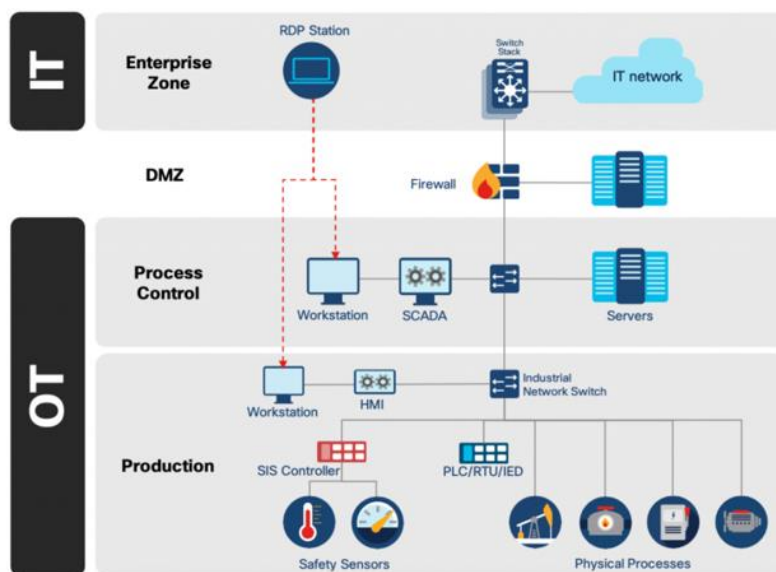 IT
Enterprise
Zone
RDP Station
Switch
Stack
IT network
DMZ
Firewall
OT
Process
Control
Workstation
SCADA
Servers
Workstation
HMI
Industrial
Network Switch
Production
SIS Controller
PLC/RTU/IED
Safety Sensors
Physical Processes